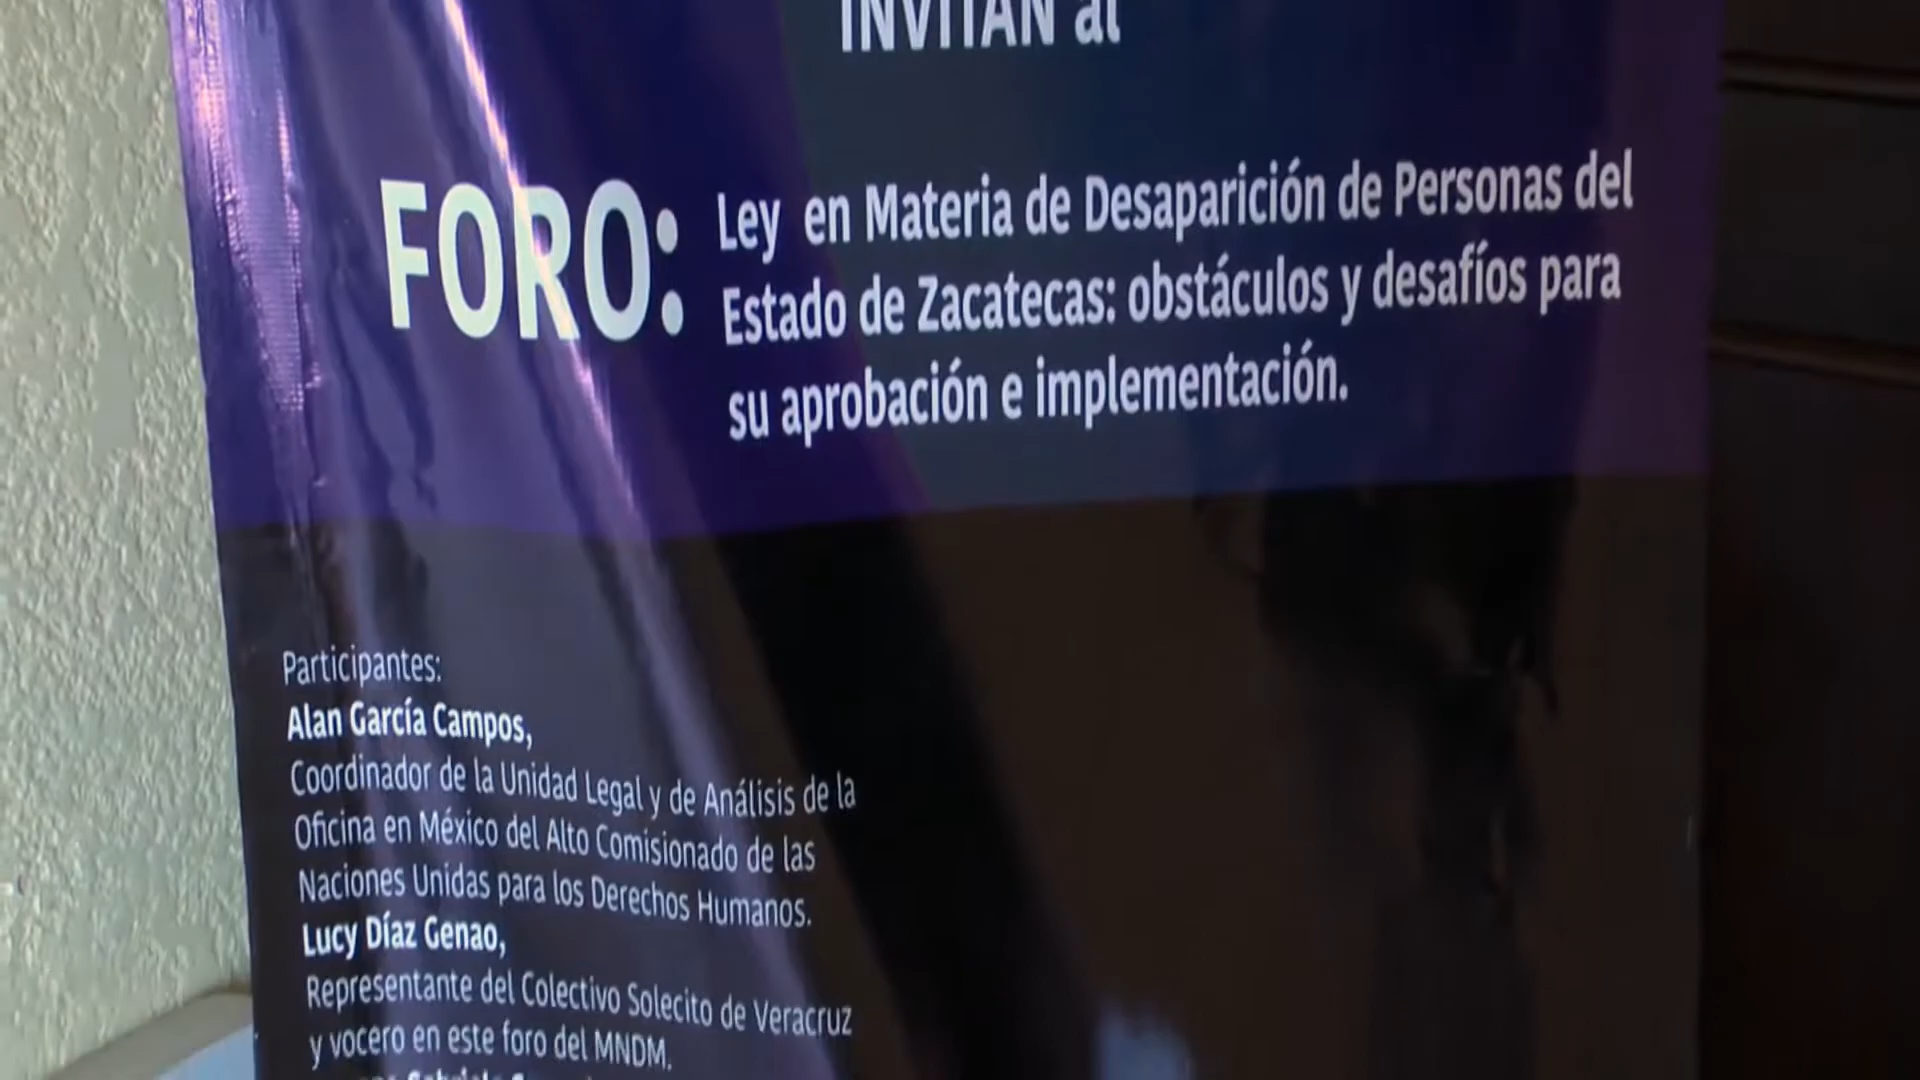 INVITAN al
FORO:
Ley en Materia de Desaparición de Personas del
Estado de Zacatecas: obstáculos y desafíos para
su aprobación e implementación.
Participantes:
Alan García Campos,
Coordinador de la Unidad Legal y de Análisis de la
Oficina en México del Alto Comisionado de las
Naciones Unidas para los Derechos Humanos.
Lucy Díaz Genao,
Representante del Colectivo Solecito de Veracruz
y vocero en este foro del MNDM.